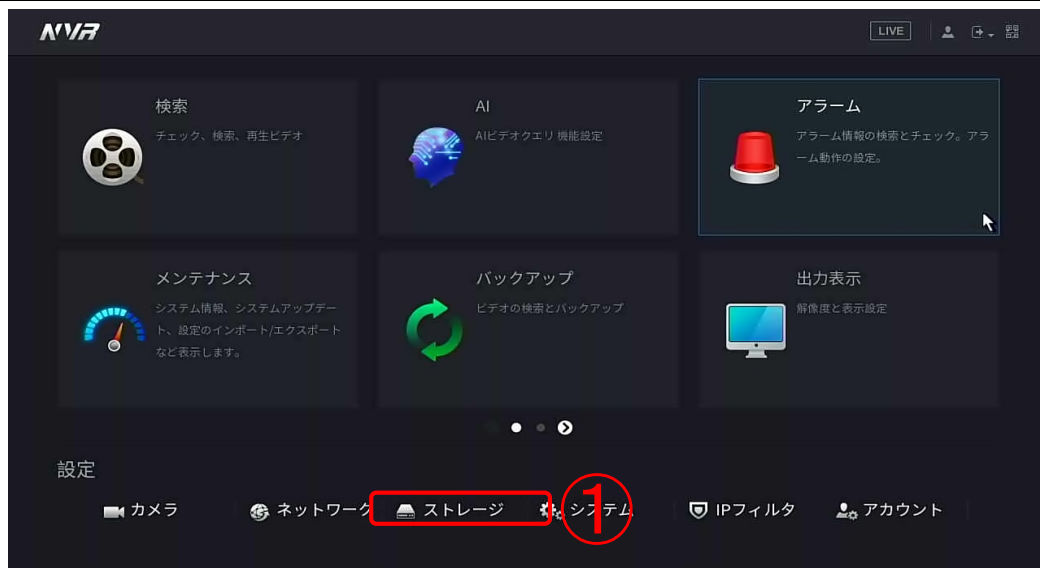 NVR
LIVE
検索
チェック、検索、再生ビデオ
AI
AIビデオクエリ 機能設定
アラーム
アラーム情報の検索とチェック。アラ
ーム動作の設定。
メンテナンス
システム情報、システムアップデー
ト、設定のインポート/エクスポート
など表示します。
バックアップ
ビデオの検索とバックアップ
出力表示
解像度と表示設定
設定
カメラ
ネットワーク
ストレージ
①
システム
IPフィルタ
アカウント